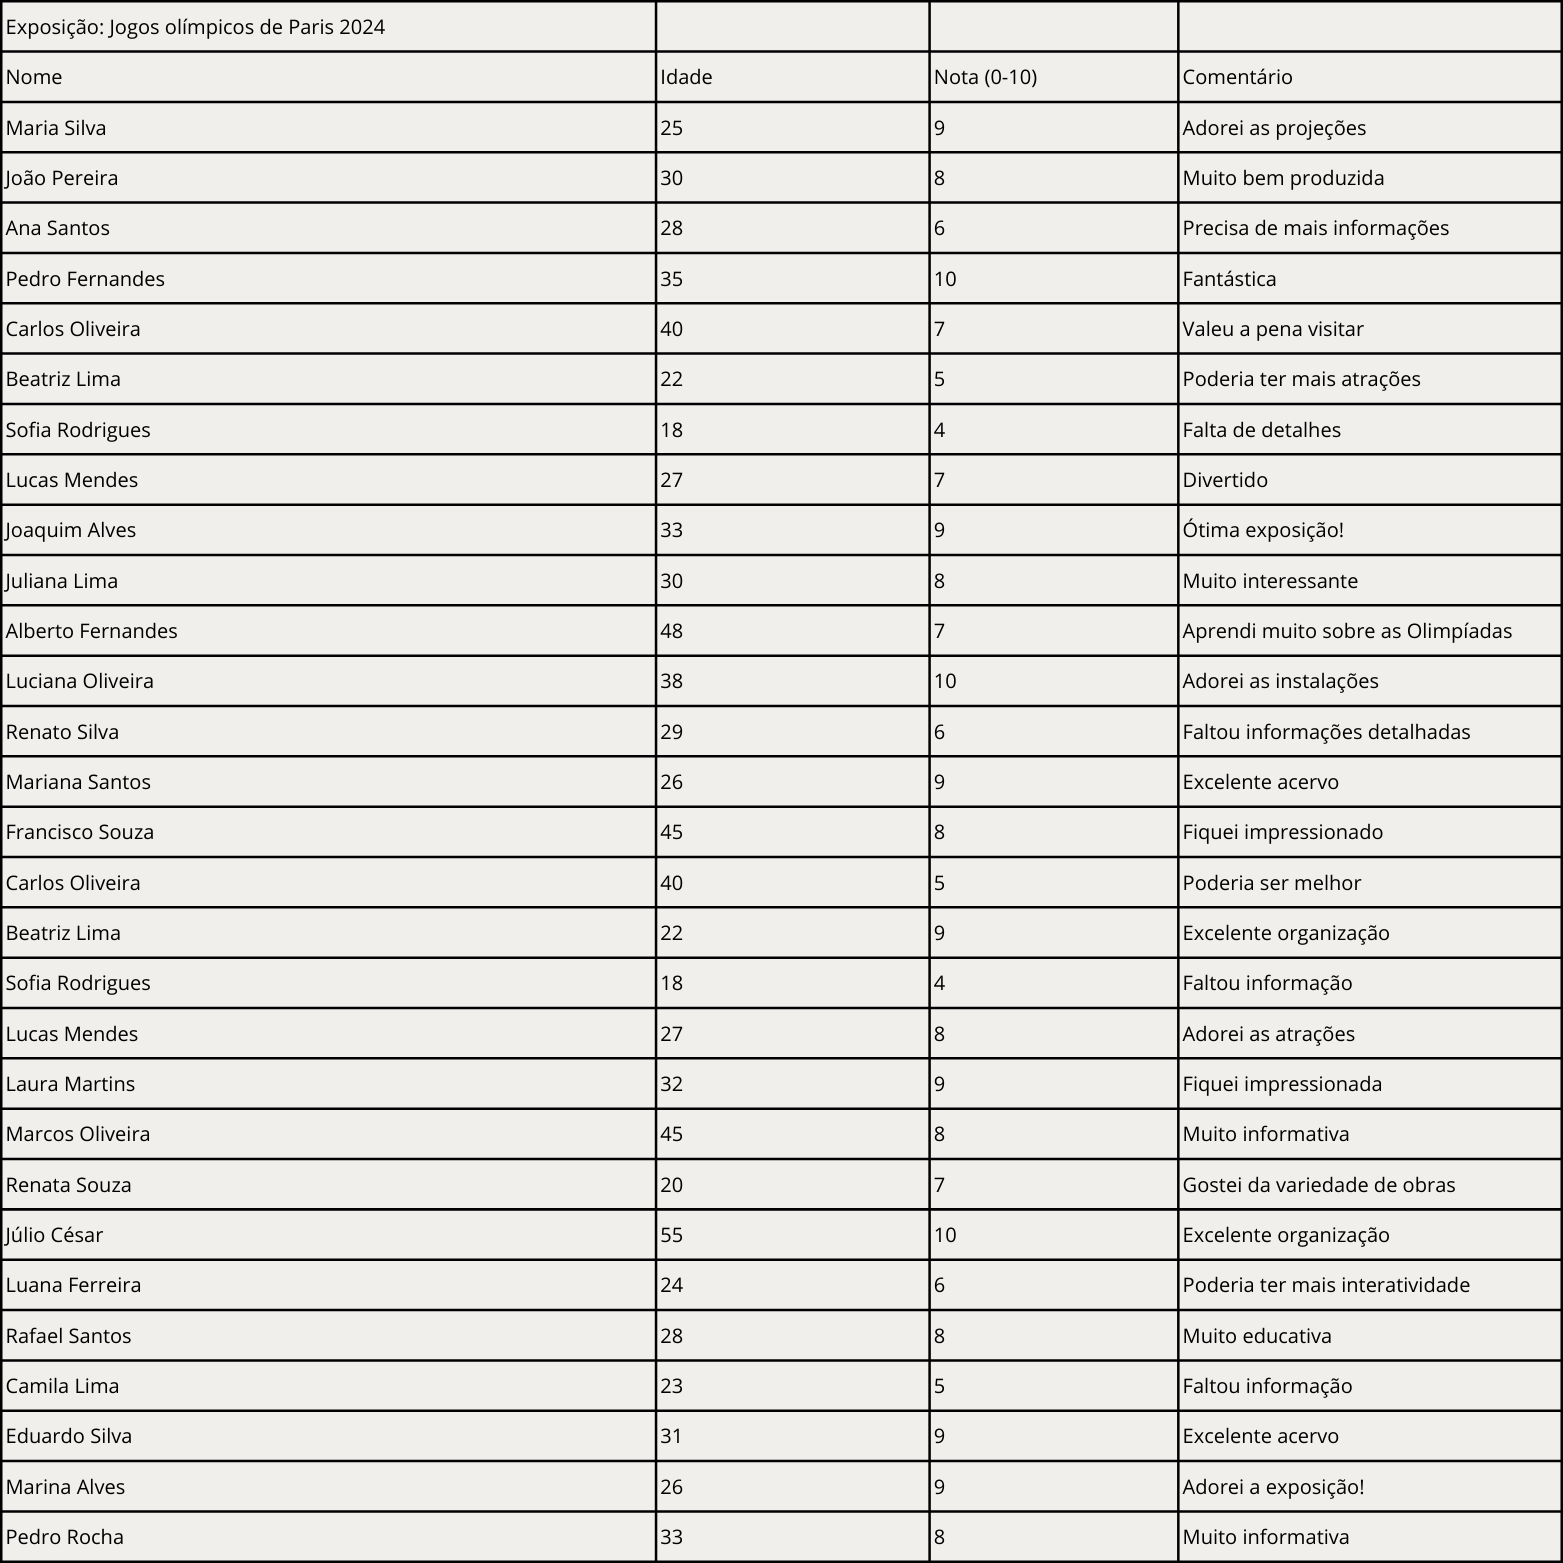 Exposição: Jogos olímpicos de Paris 2024
Nome Idade Nota (0-10) Comentário
Maria Silva 25 9 Adorei as projeções
João Pereira 30 8 Muito bem produzida
Ana Santos 28 6 Precisa de mais informações
Pedro Fernandes 35 10 Fantástica
Carlos Oliveira 40 7 Valeu a pena visitar
Beatriz Lima 22 5 Poderia ter mais atrações
Sofia Rodrigues 18 4 Falta de detalhes
Lucas Mendes 27 7 Divertido
Joaquim Alves 33 9 Ótima exposição!
Juliana Lima 30 8 Muito interessante
Alberto Fernandes 48 7 Aprendi muito sobre as Olimpíadas
Luciana Oliveira 38 10 Adorei as instalações
Renato Silva 29 6 Faltou informações detalhadas
Mariana Santos 26 9 Excelente acervo
Francisco Souza 45 8 Fiquei impressionado
Carlos Oliveira 40 5 Poderia ser melhor
Beatriz Lima 22 9 Excelente organização
Sofia Rodrigues 18 4 Faltou informação
Lucas Mendes 27 8 Adorei as atrações
Laura Martins 32 9 Fiquei impressionada
Marcos Oliveira 45 8 Muito informativa
Renata Souza 20 7 Gostei da variedade de obras
Júlio César 55 10 Excelente organização
Luana Ferreira 24 6 Poderia ter mais interatividade
Rafael Santos 28 8 Muito educativa
Camila Lima 23 5 Faltou informação
Eduardo Silva 31 9 Excelente acervo
Marina Alves 26 9 Adorei a exposição!
Pedro Rocha 33 8 Muito informativa